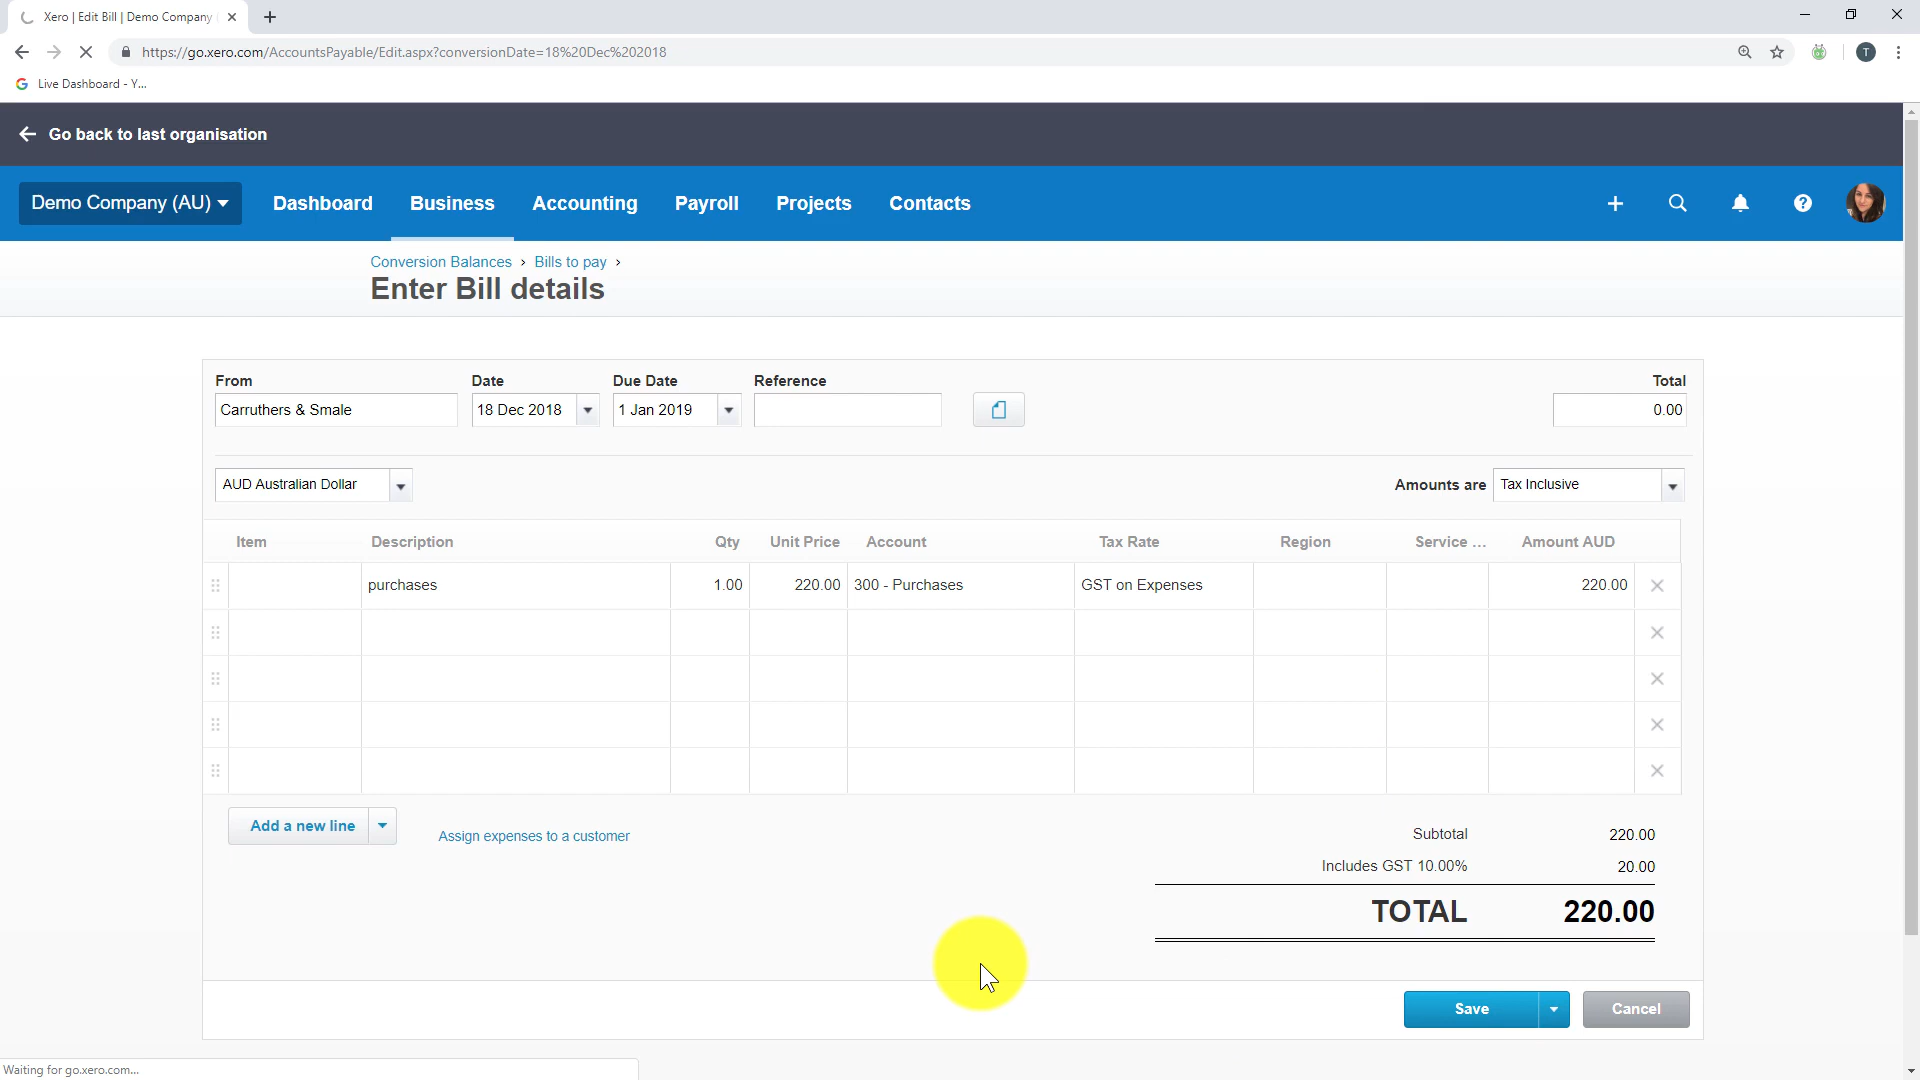 Xero | Edit Bill | Demo Company
https://go.xero.com/AccountsPayable/Edit.aspx?conversionDate=18%20Dec%202018
T
Live Dashboard - Y...
Go back to last organisation
Demo Company (AU) Dashboard Business Accounting Payroll Projects Contacts
Conversion Balances › Bills to pay ›
Enter Bill details
From Date Due Date Reference Total
Carruthers & Smale 18 Dec 2018 1 Jan 2019 0.00
AUD Australian Dollar Amounts are Tax Inclusive
Item Description Qty Unit Price Account Tax Rate Region Service ... Amount AUD
purchases 1.00 220.00 300 - Purchases GST on Expenses 220.00
Add a new line Assign expenses to a customer
Subtotal 220.00
Includes GST 10.00% 20.00
TOTAL 220.00
Save Cancel
Waiting for go.xero.com...